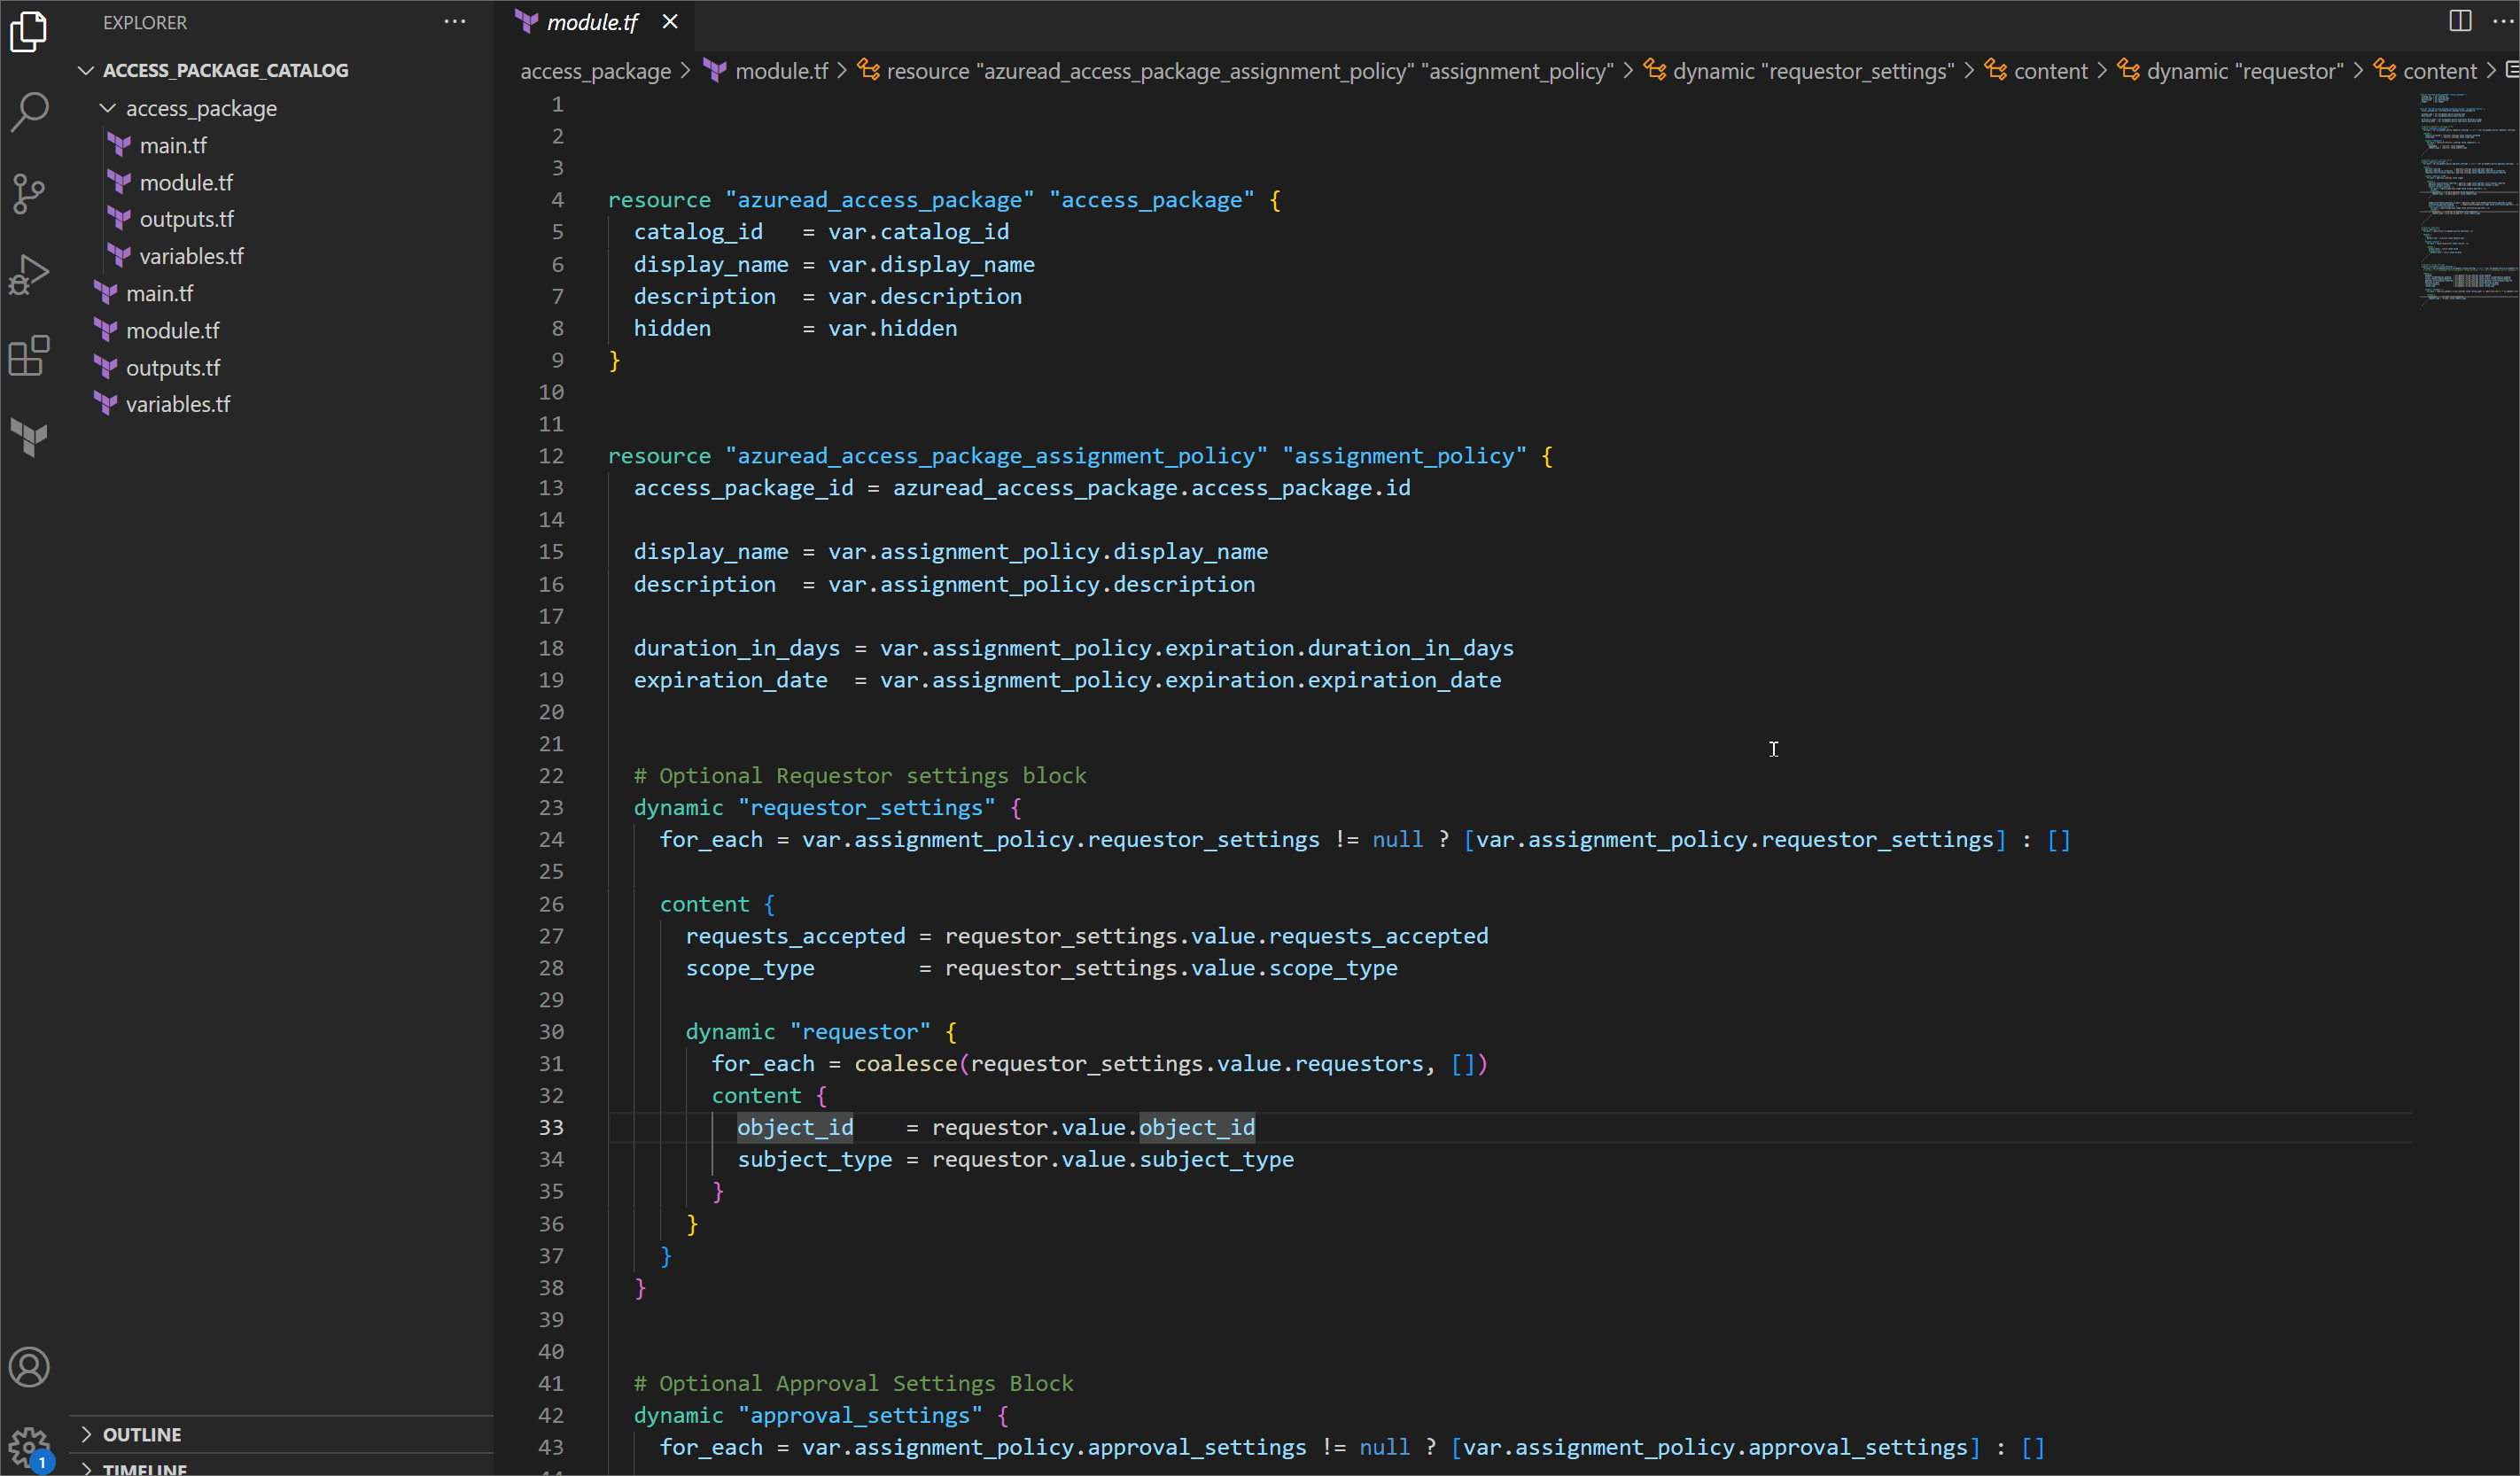 EXPLORER
ACCESS_PACKAGE_CATALOG
access_package
main.tf
module.tf
outputs.tf
variables.tf
main.tf
module.tf
outputs.tf
variables.tf
OUTLINE
TIMELINE
1
module.tf
access_package > module.tf > resource "azuread_access_package_assignment_policy" "assignment_policy" > dynamic "requestor_settings" > content > dynamic "requestor" > content >
1
2
3
4 resource "azuread_access_package" "access_package" {
5   catalog_id   = var.catalog_id
6   display_name = var.display_name
7   description  = var.description
8   hidden       = var.hidden
9 }
10
11
12 resource "azuread_access_package_assignment_policy" "assignment_policy" {
13   access_package_id = azuread_access_package.access_package.id
14
15   display_name = var.assignment_policy.display_name
16   description  = var.assignment_policy.description
17
18   duration_in_days = var.assignment_policy.expiration.duration_in_days
19   expiration_date  = var.assignment_policy.expiration.expiration_date
20
21
22   # Optional Requestor settings block
23   dynamic "requestor_settings" {
24     for_each = var.assignment_policy.requestor_settings != null ? [var.assignment_policy.requestor_settings] : []
25
26     content {
27       requests_accepted = requestor_settings.value.requests_accepted
28       scope_type        = requestor_settings.value.scope_type
29
30       dynamic "requestor" {
31         for_each = coalesce(requestor_settings.value.requestors, [])
32         content {
33           object_id    = requestor.value.object_id
34           subject_type = requestor.value.subject_type
35         }
36       }
37     }
38   }
39
40
41   # Optional Approval Settings Block
42   dynamic "approval_settings" {
43     for_each = var.assignment_policy.approval_settings != null ? [var.assignment_policy.approval_settings] : []